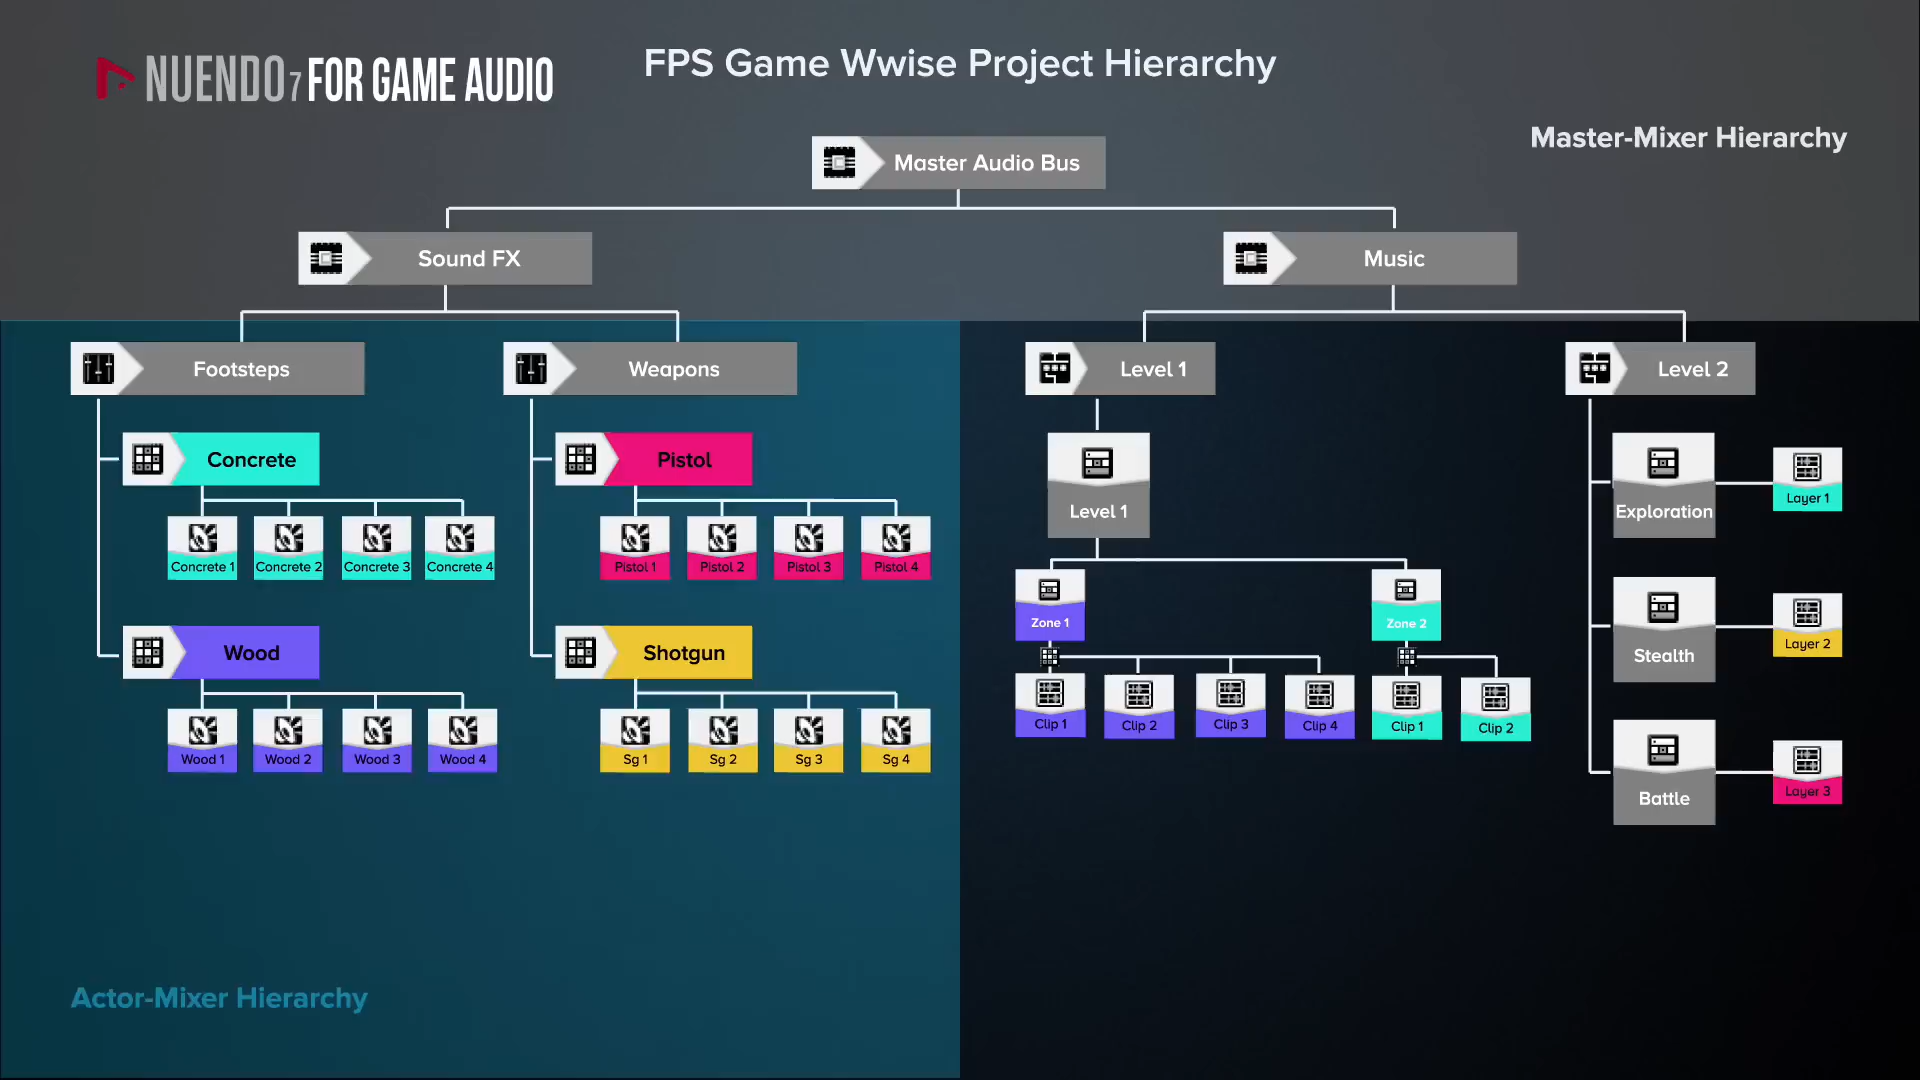 NUENDO 7 FOR GAME AUDIO
FPS Game Wwise Project Hierarchy
Master-Mixer Hierarchy
Master Audio Bus
Sound FX
Music
Footsteps
Weapons
Level 1
Level 2
Concrete
Pistol
Level 1
Exploration
Layer 1
Concrete 1
Concrete 2
Concrete 3
Concrete 4
Pistol 1
Pistol 2
Pistol 3
Pistol 4
Zone 1
Zone 2
Wood
Shotgun
Stealth
Layer 2
Clip 1
Clip 2
Clip 3
Clip 4
Clip 1
Clip 2
Wood 1
Wood 2
Wood 3
Wood 4
Sg 1
Sg 2
Sg 3
Sg 4
Battle
Layer 3
Actor-Mixer Hierarchy